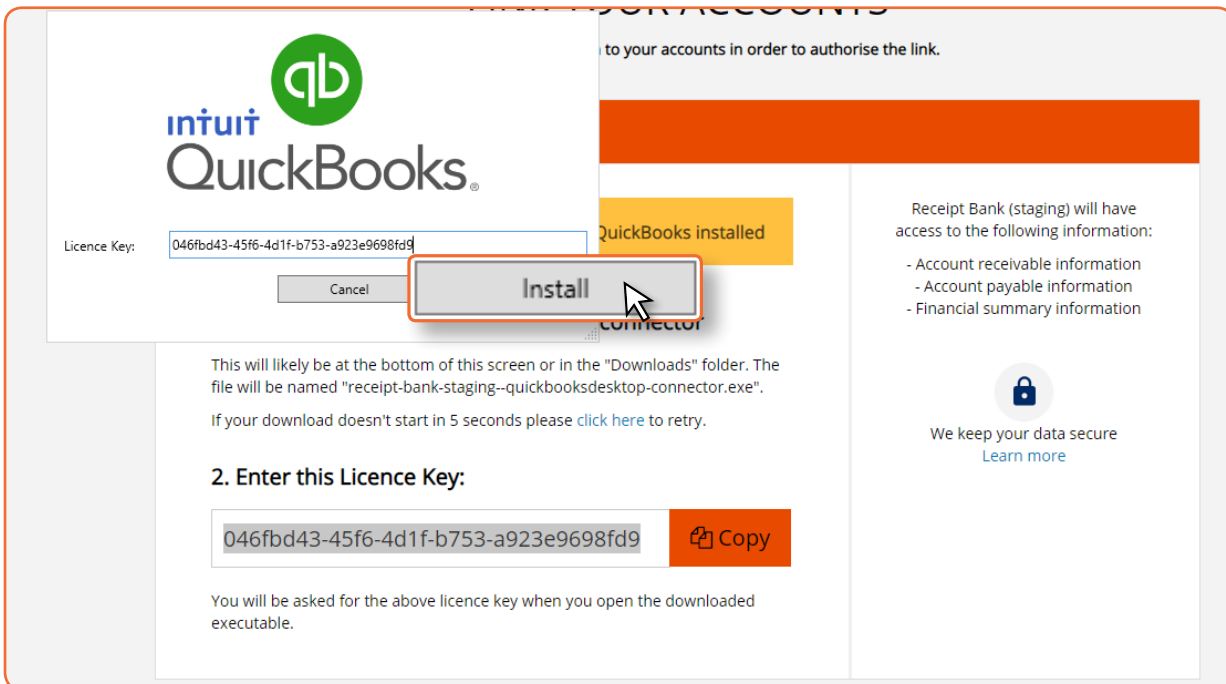 to your accounts in order to authorise the link.
qb
intuit
QuickBooks®
Licence Key:
046fbd43-45f6-4d1f-b753-a923e9698fd9
Cancel
Install
QuickBooks installed
connector
This will likely be at the bottom of this screen or in the "Downloads" folder. The
file will be named "receipt-bank-staging--quickbooksdesktop-connector.exe".
If your download doesn't start in 5 seconds please click here to retry.
2. Enter this Licence Key:
046fbd43-45f6-4d1f-b753-a923e9698fd9
Copy
You will be asked for the above licence key when you open the downloaded
executable.
Receipt Bank (staging) will have
access to the following information:
- Account receivable information
- Account payable information
- Financial summary information
We keep your data secure
Learn more